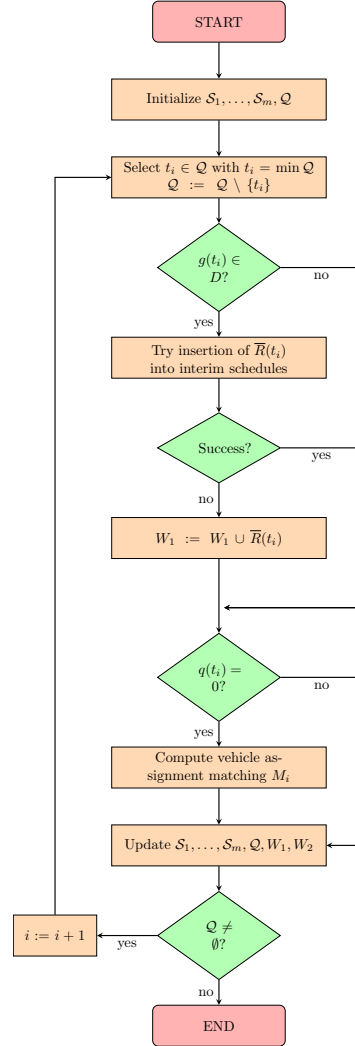 START
Initialize 𝒮₁, . . . , 𝒮ₘ, 𝒬
Select tᵢ ∈ 𝒬 with tᵢ = min 𝒬
𝒬 := 𝒬 \ {tᵢ}
g(tᵢ) ∈
D?
no
yes
Try insertion of R̅(tᵢ)
into interim schedules
Success?
yes
no
W₁ := W₁ ∪ R̅(tᵢ)
q(tᵢ) =
0?
no
yes
Compute vehicle as-
signment matching Mᵢ
Update 𝒮₁, . . . , 𝒮ₘ, 𝒬, W₁, W₂
𝒬 ≠
∅?
yes
i := i + 1
no
END